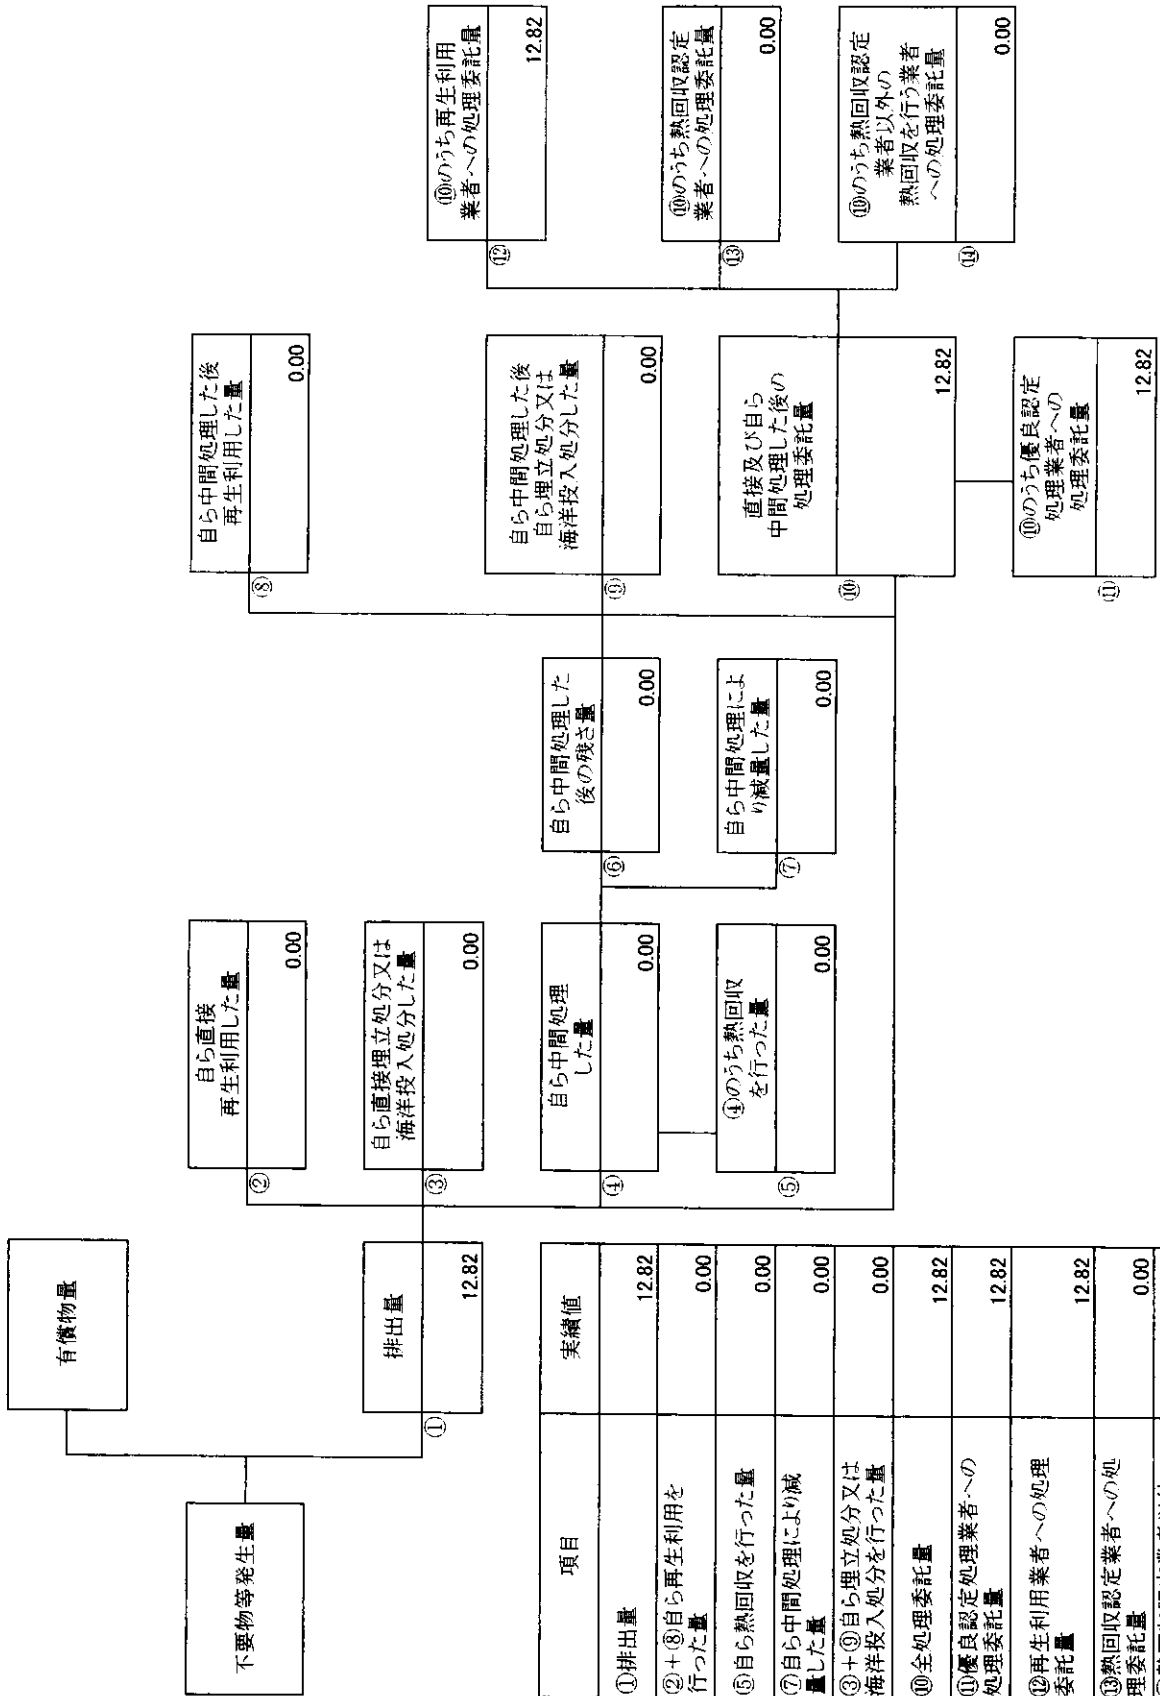 有償物量
不要物等発生量
排出量
①
12.82
自ら直接
再生利用した量
②
0.00
自ら直接埋立処分又は
海洋投入処分した量
③
0.00
自ら中間処理
した量
④
0.00
④のうち熱回収
を行った量
⑤
0.00
自ら中間処理した
後の残さ量
⑥
0.00
自ら中間処理によ
り減量した量
⑦
0.00
自ら中間処理した後
再生利用した量
⑧
0.00
自ら中間処理した後
自ら埋立処分又は
海洋投入処分した量
⑨
0.00
直接及び自ら
中間処理した後の
処理委託量
⑩
12.82
⑩のうち優良認定
処理業者への
処理委託量
⑪
12.82
⑩のうち再生利用
業者への処理委託量
⑫
12.82
⑩のうち熱回収認定
業者への処理委託量
⑬
0.00
⑩のうち熱回収認定
業者以外の
熱回収を行う業者
への処理委託量
⑭
0.00
項目 実績値
①排出量 12.82
②+⑧自ら再生利用を
行った量 0.00
⑤自ら熱回収を行った量 0.00
⑦自ら中間処理により減
量した量 0.00
③+⑨自ら埋立処分又は
海洋投入処分を行った量 0.00
⑩全処理委託量 12.82
⑪優良認定処理業者への
処理委託量 12.82
⑫再生利用業者への処理
委託量 12.82
⑬熱回収認定業者への処
理委託量 0.00